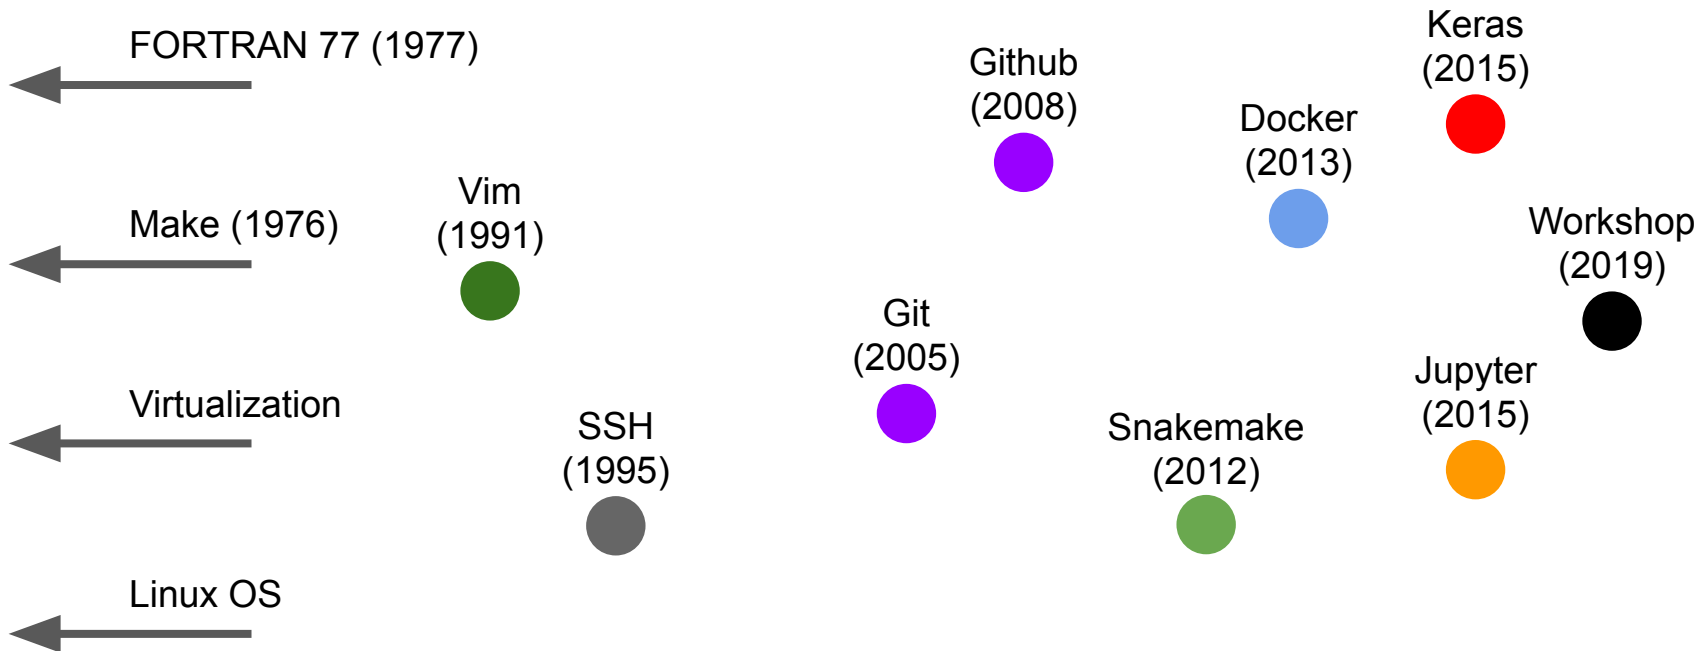 FORTRAN 77 (1977)
Make (1976)
Virtualization
Linux OS
Vim
(1991)
SSH
(1995)
Git
(2005)
Github
(2008)
Snakemake
(2012)
Docker
(2013)
Keras
(2015)
Jupyter
(2015)
Workshop
(2019)